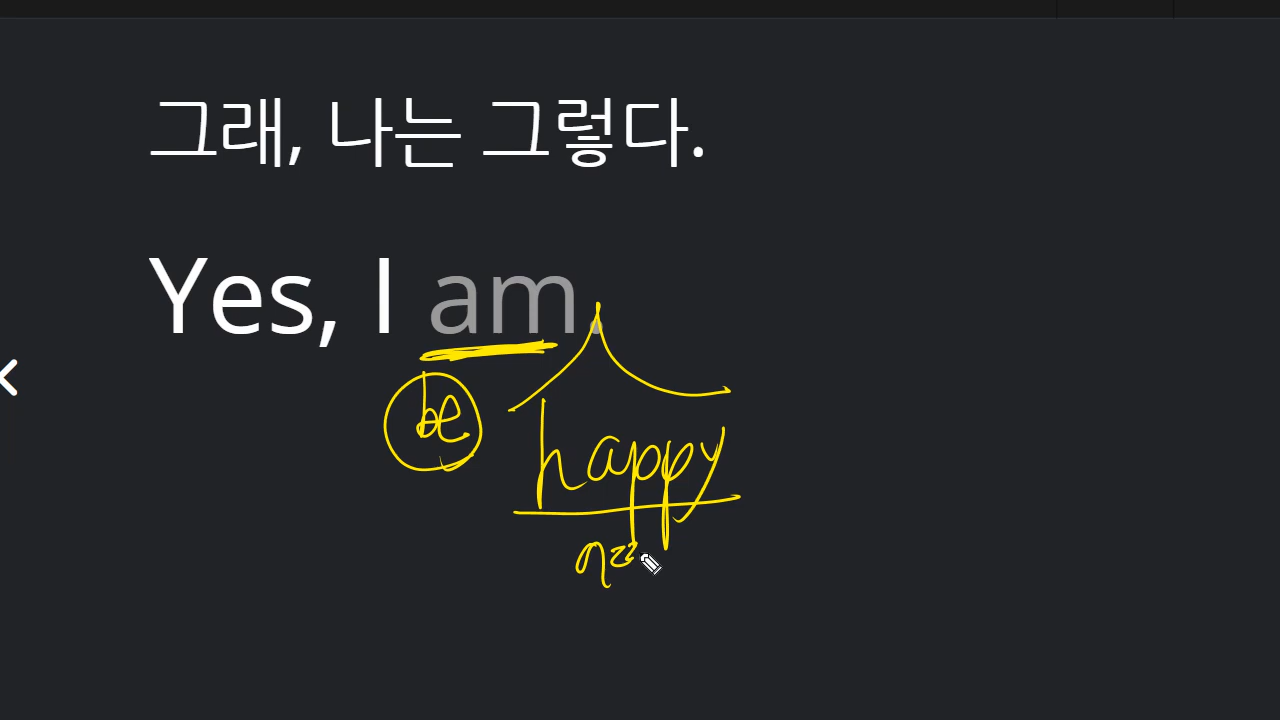 그래, 나는 그렇다.
Yes, I am.
be
happy